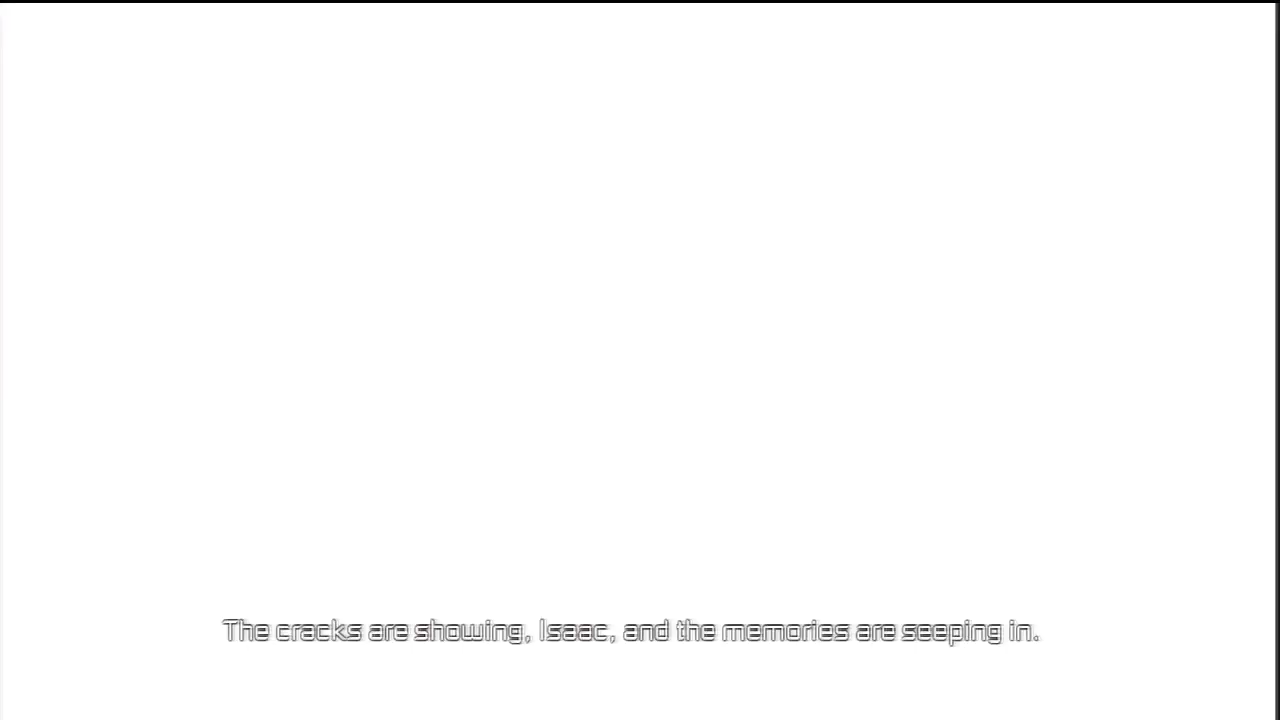 The cracks are showing, Isaac, and the memories are seeping in.